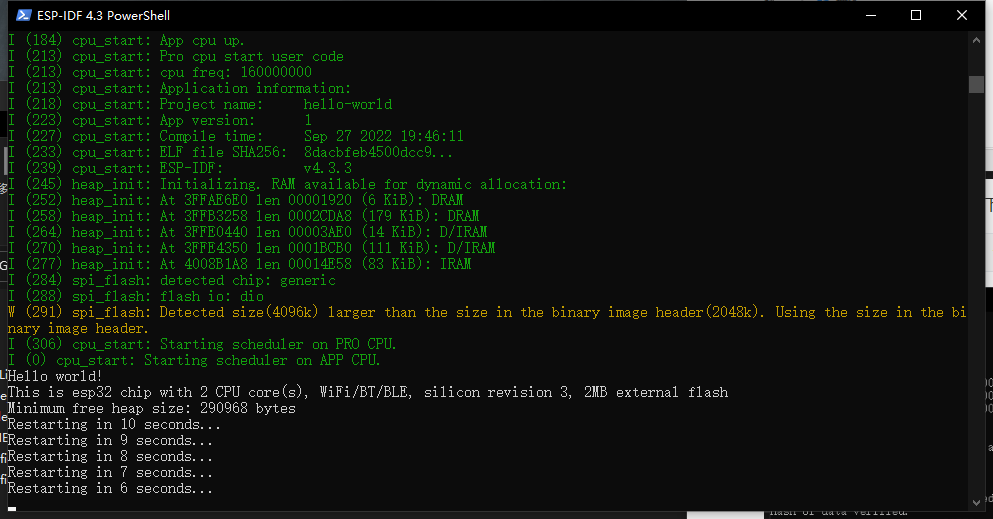 ESP-IDF 4.3 PowerShell
I (184) cpu_start: App cpu up.
I (213) cpu_start: Pro cpu start user code
I (213) cpu_start: cpu freq: 160000000
I (213) cpu_start: Application information:
I (218) cpu_start: Project name:     hello-world
I (223) cpu_start: App version:      1
I (227) cpu_start: Compile time:     Sep 27 2022 19:46:11
I (233) cpu_start: ELF file SHA256:  8dacbfeb4500dcc9...
I (239) cpu_start: ESP-IDF:          v4.3.3
I (245) heap_init: Initializing. RAM available for dynamic allocation:
I (252) heap_init: At 3FFAE6E0 len 00001920 (6 KiB): DRAM
I (258) heap_init: At 3FFB3258 len 0002CDA8 (179 KiB): DRAM
I (264) heap_init: At 3FFE0440 len 00003AE0 (14 KiB): D/IRAM
I (270) heap_init: At 3FFE4350 len 0001BCB0 (111 KiB): D/IRAM
I (277) heap_init: At 4008B1A8 len 00014E58 (83 KiB): IRAM
I (284) spi_flash: detected chip: generic
I (288) spi_flash: flash io: dio
W (291) spi_flash: Detected size(4096k) larger than the size in the binary image header(2048k). Using the size in the bi
nary image header.
I (306) cpu_start: Starting scheduler on PRO CPU.
I (0) cpu_start: Starting scheduler on APP CPU.
Hello world!
This is esp32 chip with 2 CPU core(s), WiFi/BT/BLE, silicon revision 3, 2MB external flash
Minimum free heap size: 290968 bytes
Restarting in 10 seconds...
Restarting in 9 seconds...
Restarting in 8 seconds...
Restarting in 7 seconds...
Restarting in 6 seconds...
hash of data verified.